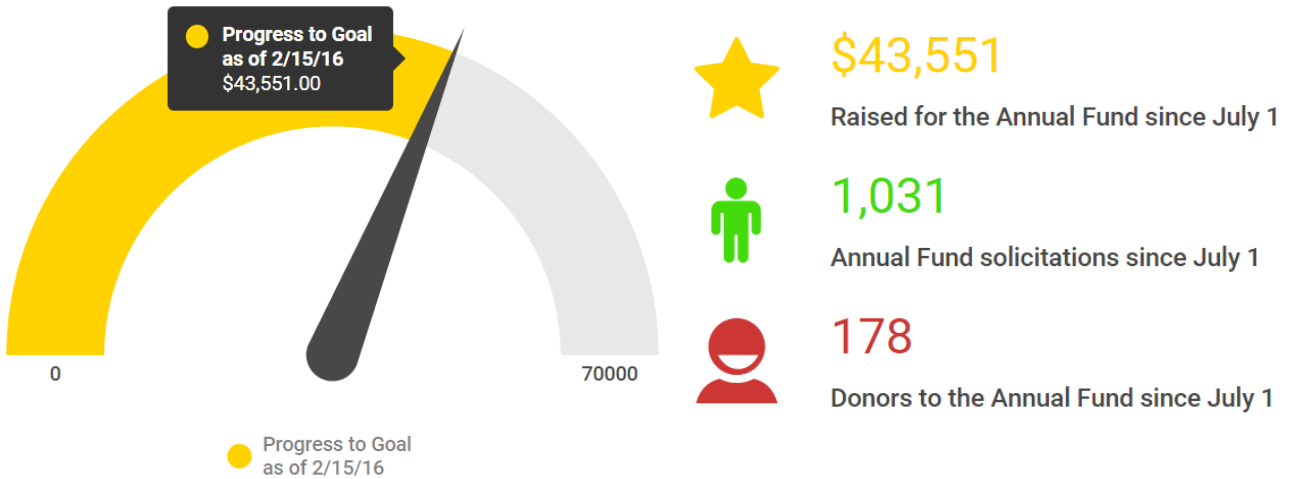 Progress to Goal
as of 2/15/16
$43,551.00
0
70000
Progress to Goal
as of 2/15/16
$43,551
Raised for the Annual Fund since July 1
1,031
Annual Fund solicitations since July 1
178
Donors to the Annual Fund since July 1